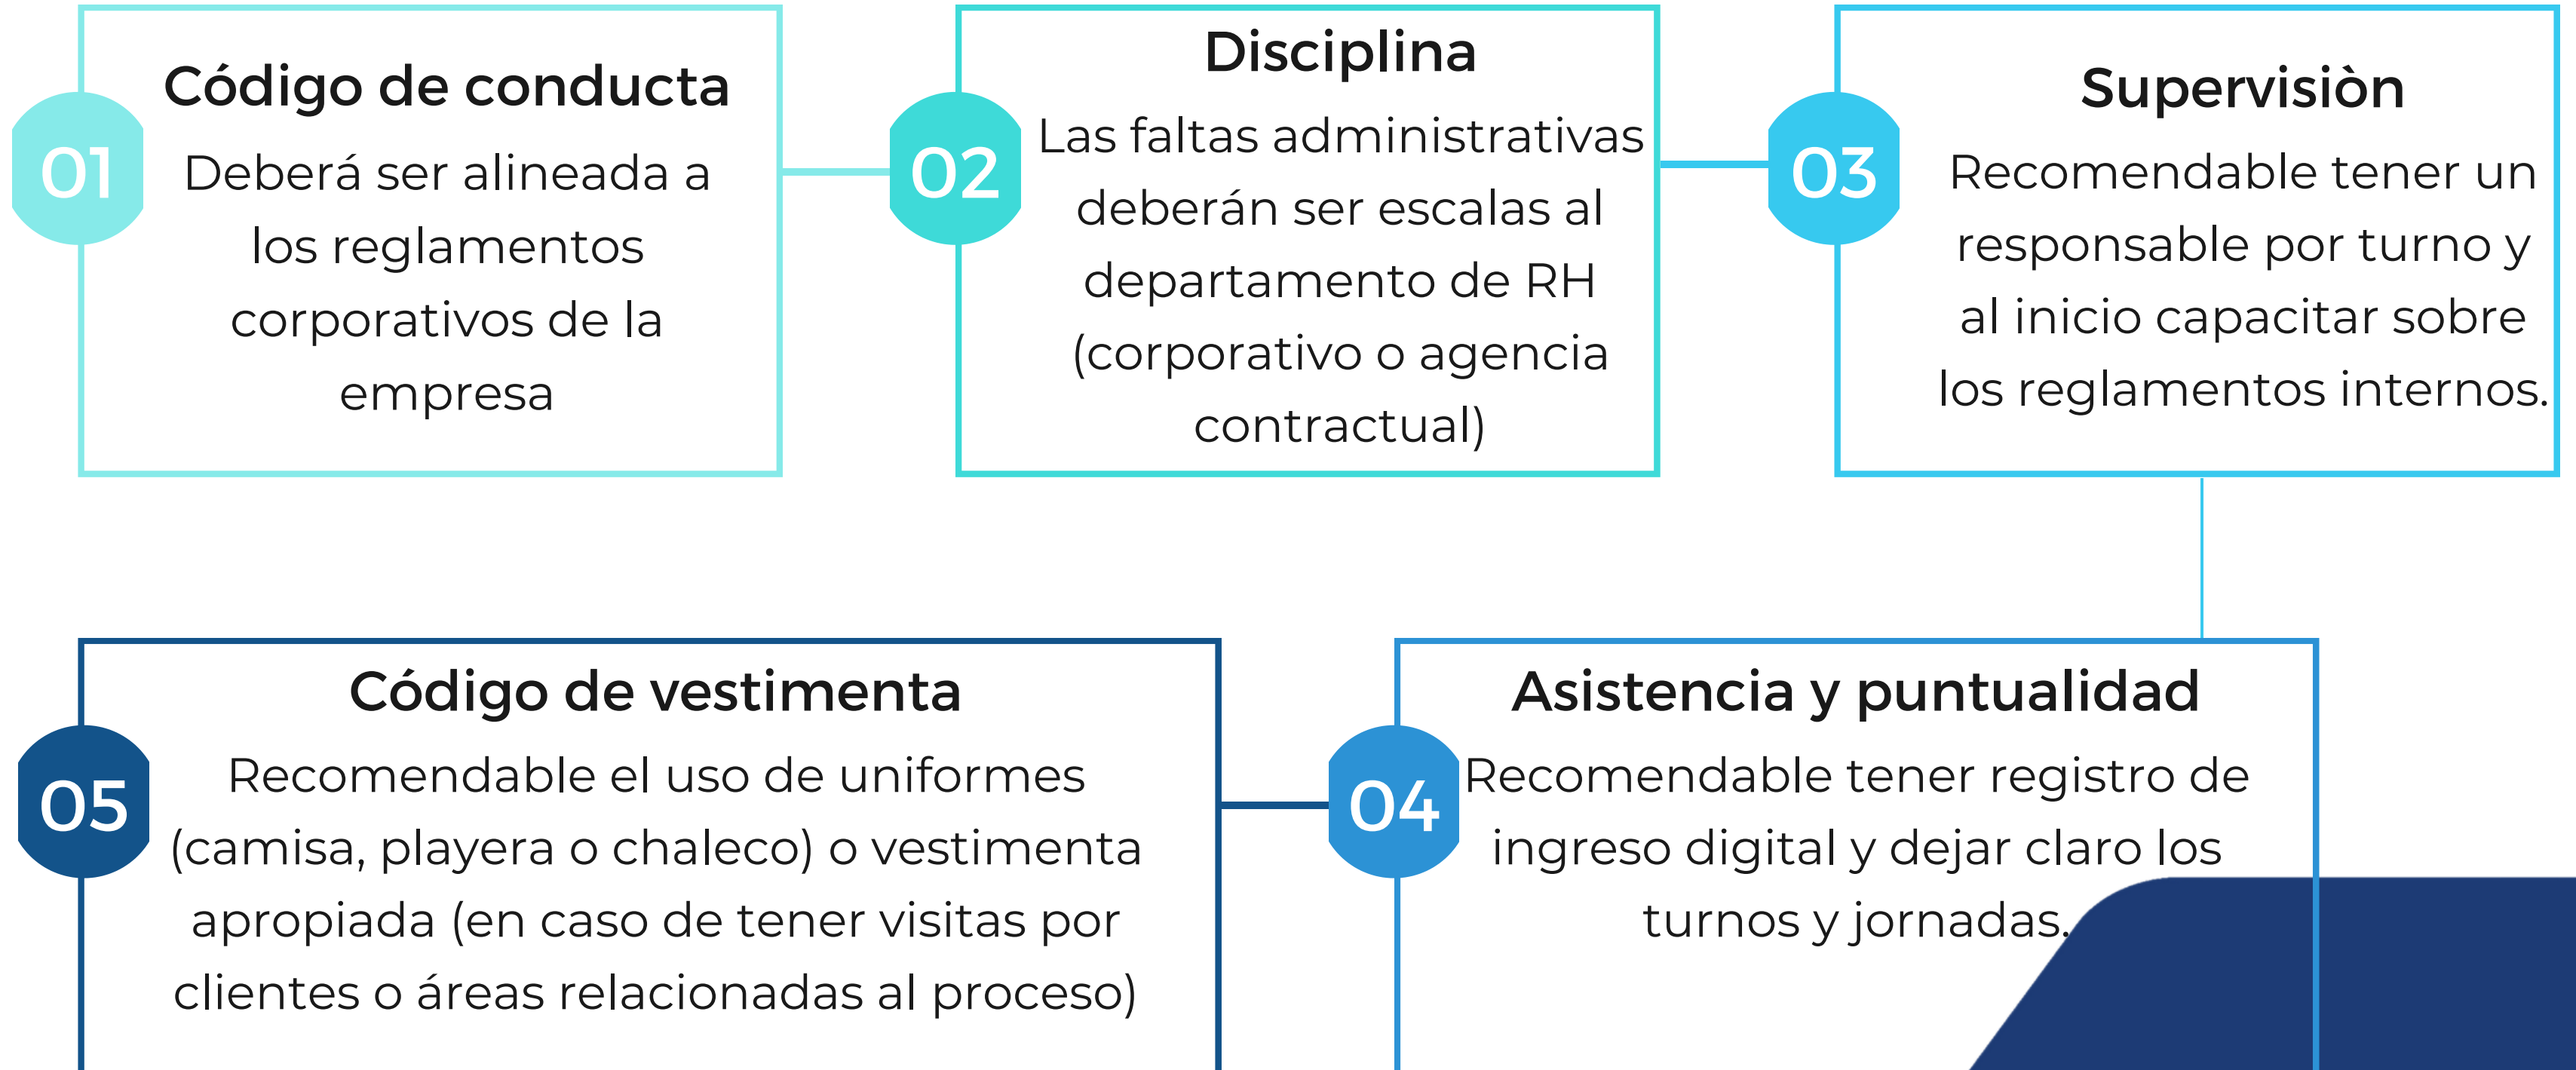 01
Código de conducta
Deberá ser alineada a
los reglamentos
corporativos de la
empresa
02
Disciplina
Las faltas administrativas
deberán ser escalas al
departamento de RH
(corporativo o agencia
contractual)
03
Supervisiòn
Recomendable tener un
responsable por turno y
al inicio capacitar sobre
los reglamentos internos.
04
Asistencia y puntualidad
Recomendable tener registro de
ingreso digital y dejar claro los
turnos y jornadas.
05
Código de vestimenta
Recomendable el uso de uniformes
(camisa, playera o chaleco) o vestimenta
apropiada (en caso de tener visitas por
clientes o áreas relacionadas al proceso)